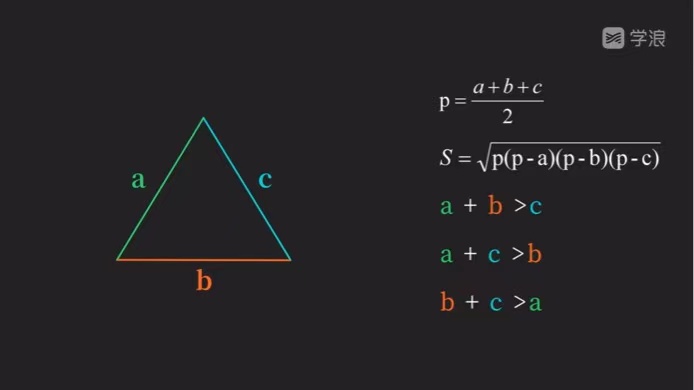 学浪
p = \frac{a+b+c}{2}
S = \sqrt{p(p-a)(p-b)(p-c)}
a
c
a + b >c
a + c >b
b
b + c >a